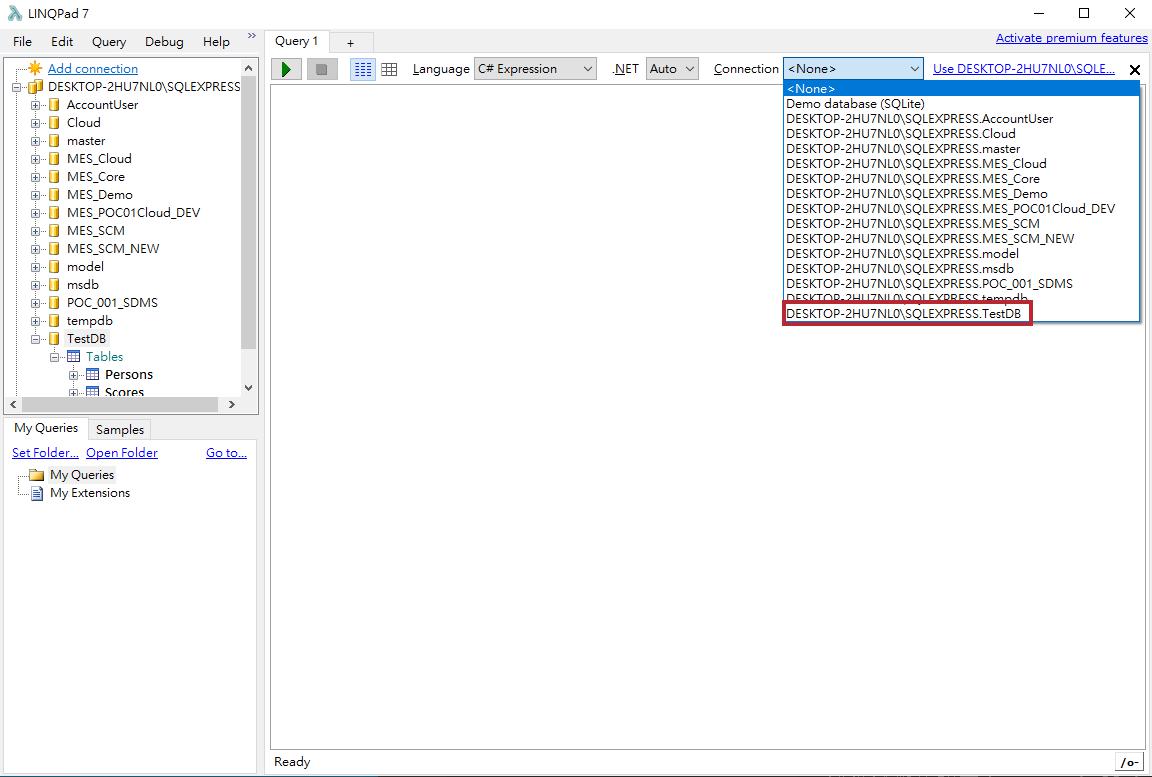 LINQPad 7
File Edit Query Debug Help »
Query 1 +
Activate premium features
Language C# Expression .NET Auto Connection <None> Use DESKTOP-2HU7NL0\SQLE...
Add connection
DESKTOP-2HU7NL0\SQLEXPRESS
AccountUser
Cloud
master
MES_Cloud
MES_Core
MES_Demo
MES_POC01Cloud_DEV
MES_SCM
MES_SCM_NEW
model
msdb
POC_001_SDMS
tempdb
TestDB
Tables
Persons
Scores
<None>
Demo database (SQLite)
DESKTOP-2HU7NL0\SQLEXPRESS.AccountUser
DESKTOP-2HU7NL0\SQLEXPRESS.Cloud
DESKTOP-2HU7NL0\SQLEXPRESS.master
DESKTOP-2HU7NL0\SQLEXPRESS.MES_Cloud
DESKTOP-2HU7NL0\SQLEXPRESS.MES_Core
DESKTOP-2HU7NL0\SQLEXPRESS.MES_Demo
DESKTOP-2HU7NL0\SQLEXPRESS.MES_POC01Cloud_DEV
DESKTOP-2HU7NL0\SQLEXPRESS.MES_SCM
DESKTOP-2HU7NL0\SQLEXPRESS.MES_SCM_NEW
DESKTOP-2HU7NL0\SQLEXPRESS.model
DESKTOP-2HU7NL0\SQLEXPRESS.msdb
DESKTOP-2HU7NL0\SQLEXPRESS.POC_001_SDMS
DESKTOP-2HU7NL0\SQLEXPRESS.tempdb
DESKTOP-2HU7NL0\SQLEXPRESS.TestDB
My Queries Samples
Set Folder... Open Folder Go to...
My Queries
My Extensions
Ready
/o-